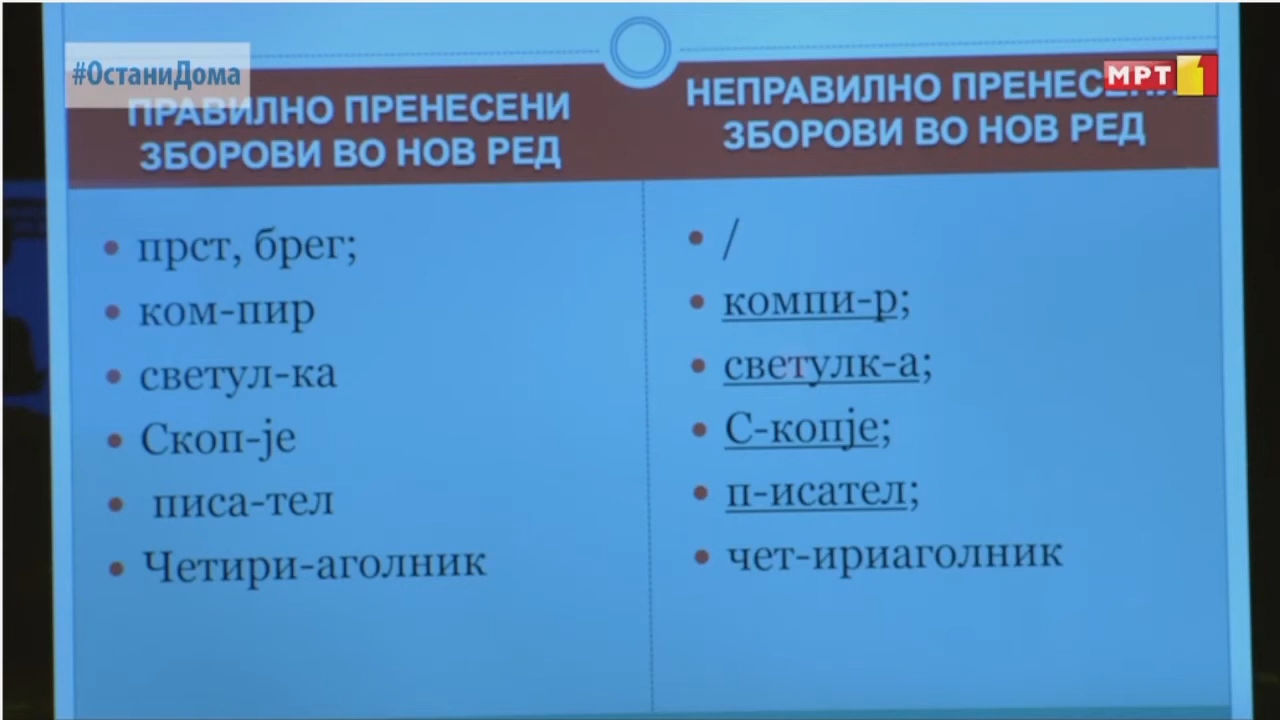 #ОстаниДома
МРТ 1
ПРАВИЛНО ПРЕНЕСЕНИ
ЗБОРОВИ ВО НОВ РЕД
НЕПРАВИЛНО ПРЕНЕСЕНИ
ЗБОРОВИ ВО НОВ РЕД
• прст, брег;
• ком-пир
• светул-ка
• Скоп-је
• писа-тел
• Четири-аголник
• /
• компи-р;
• светулк-а;
• С-копје;
• п-исател;
• чет-ириаголник